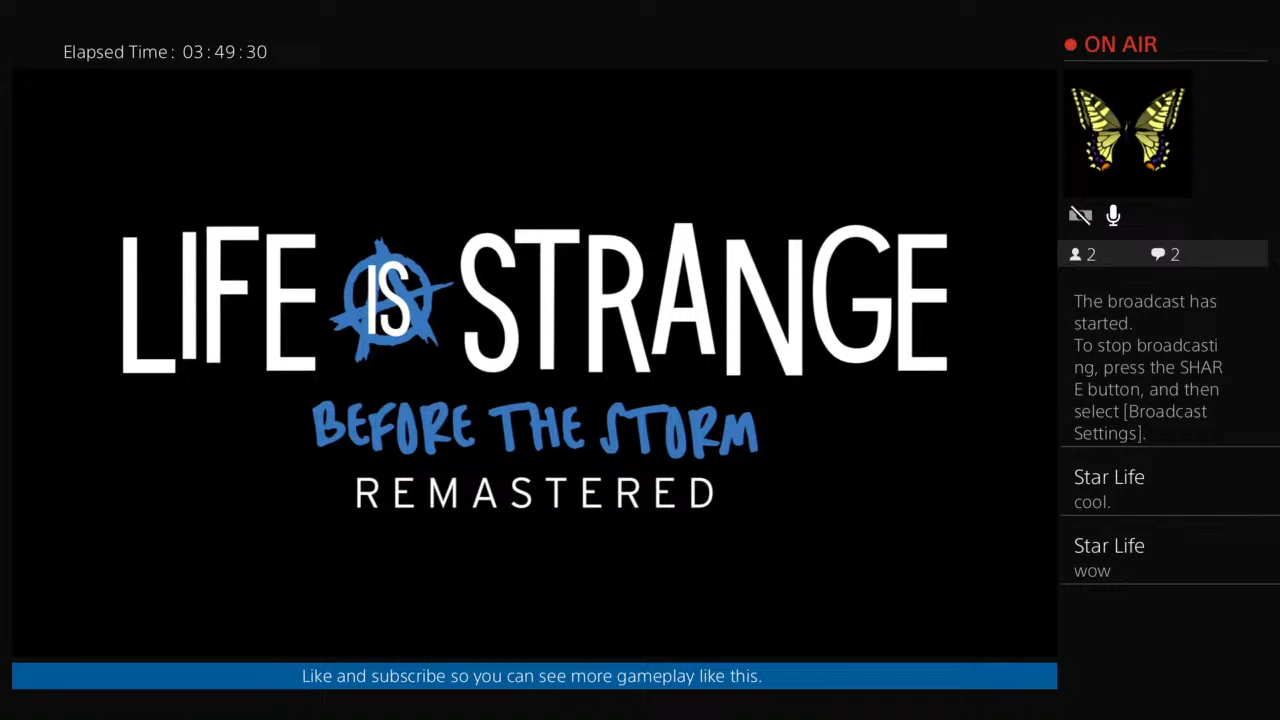 Elapsed Time: 03:49:30
ON AIR
LIFE IS STRANGE
BEFORE THE STORM
REMASTERED
2 2
The broadcast has
started.
To stop broadcasti
ng, press the SHAR
E button, and then
select [Broadcast
Settings].
Star Life
cool.
Star Life
wow
Like and subscribe so you can see more gameplay like this.